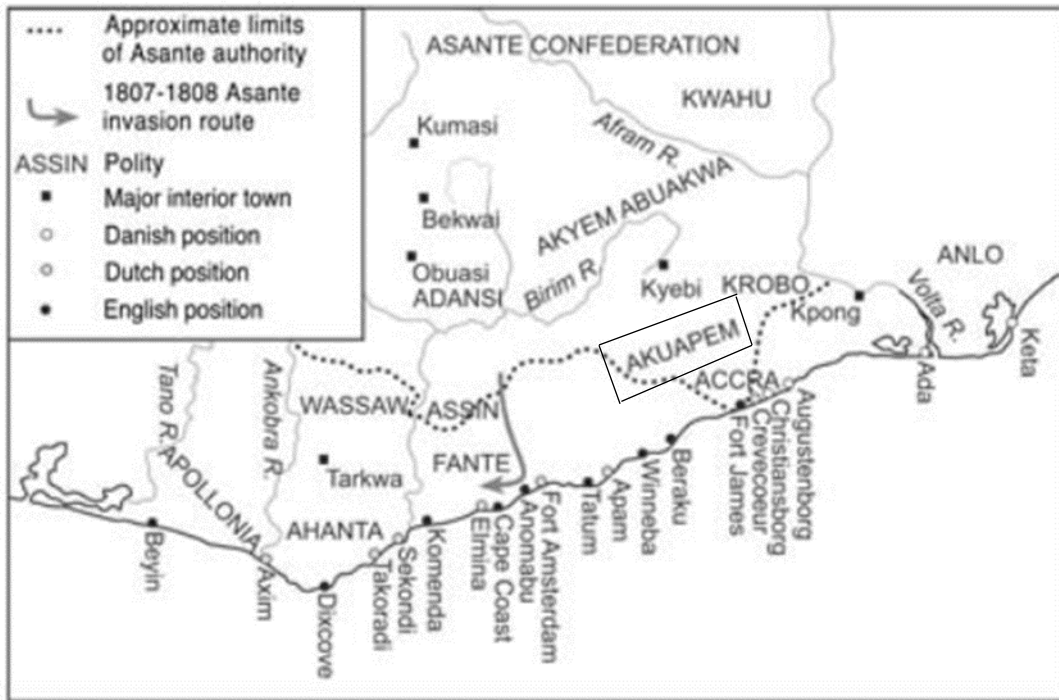 Approximate limits
of Asante authority
1807-1808 Asante
invasion route
ASSIN Polity
Major interior town
Danish position
Dutch position
English position
ASANTE CONFEDERATION
KWAHU
Kumasi
Afram R.
Bekwai
AKYEM ABUAKWA
Obuasi
ADANSI
Birim R.
Kyebi
KROBO
Kpong
ANLO
Volta R.
Keta
Ada
AKUAPEM
ACCRA
Tano R.
Ankobra R.
WASSAW
ASSIN
Tarkwa
FANTE
APOLLONIA
AHANTA
Beyin
Axim
Dixcove
Takoradi
Sekondi
Komenda
Elmina
Cape Coast
Anomabu
Fort Amsterdam
Tatum
Apam
Winneba
Beraku
Fort James
Crevecoeur
Christiansborg
Augustenborg